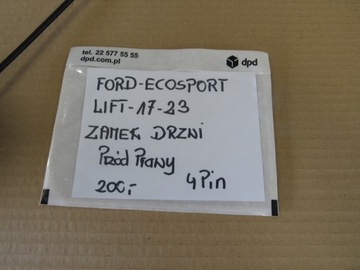 tel. 22 577 55 55
dpd.com.pl
dpd
FORD-ECOSPORT
LIFT-17-23
ZAMEK DRZNI
Przód Prawy
200,- 4Pin